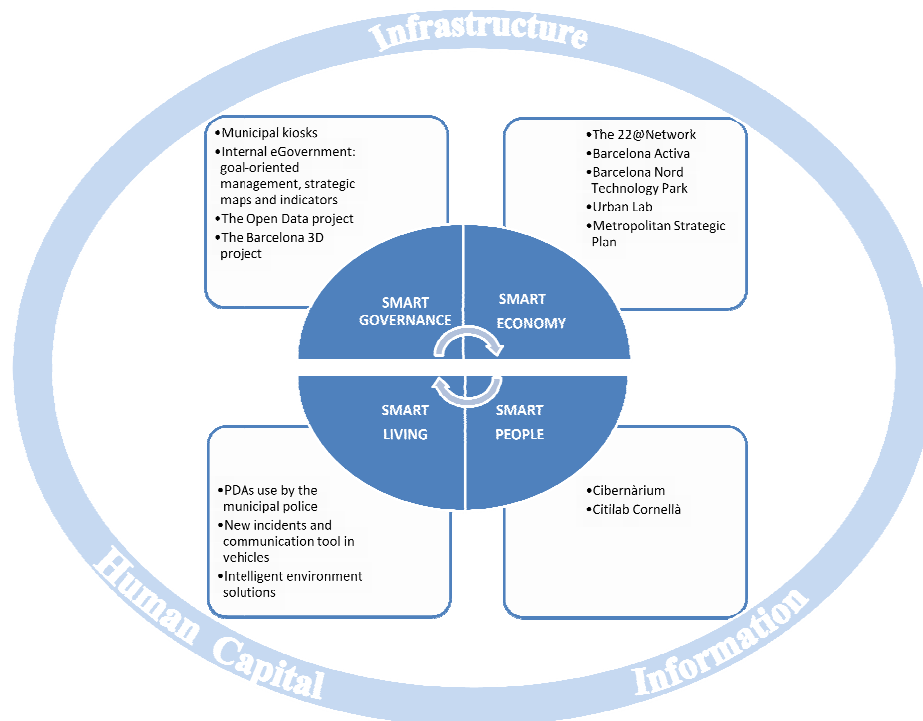 Infrastructure
•Municipal kiosks
•Internal eGovernment:
goal-oriented
management, strategic
maps and indicators
•The Open Data project
•The Barcelona 3D
project
•The 22@Network
•Barcelona Activa
•Barcelona Nord
Technology Park
•Urban Lab
•Metropolitan Strategic
Plan
SMART
GOVERNANCE
SMART
ECONOMY
SMART
LIVING
SMART
PEOPLE
•PDAs use by the
municipal police
•New incidents and
communication tool in
vehicles
•Intelligent environment
solutions
•Cibernàrium
•Citilab Cornellà
Human Capital
Information